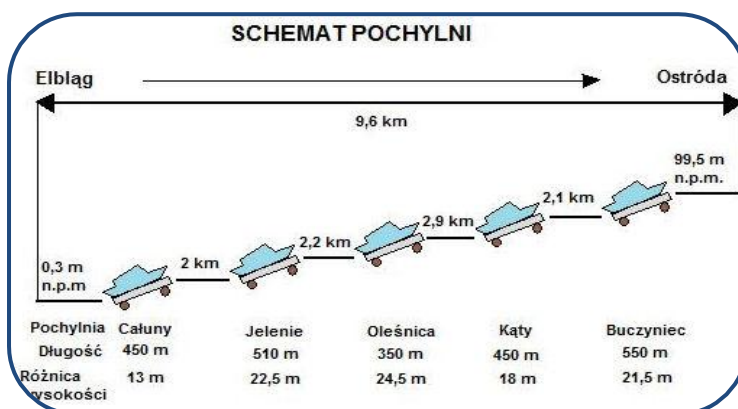 SCHEMAT POCHYLNI
Elbląg Ostróda
9,6 km
99,5 m
n.p.m.
2,1 km
2,9 km
2,2 km
2 km
0,3 m
n.p.m
Pochylnia Całuny Jelenie Oleśnica Kąty Buczyniec
Długość 450 m 510 m 350 m 450 m 550 m
Różnica 13 m 22,5 m 24,5 m 18 m 21,5 m
wysokości